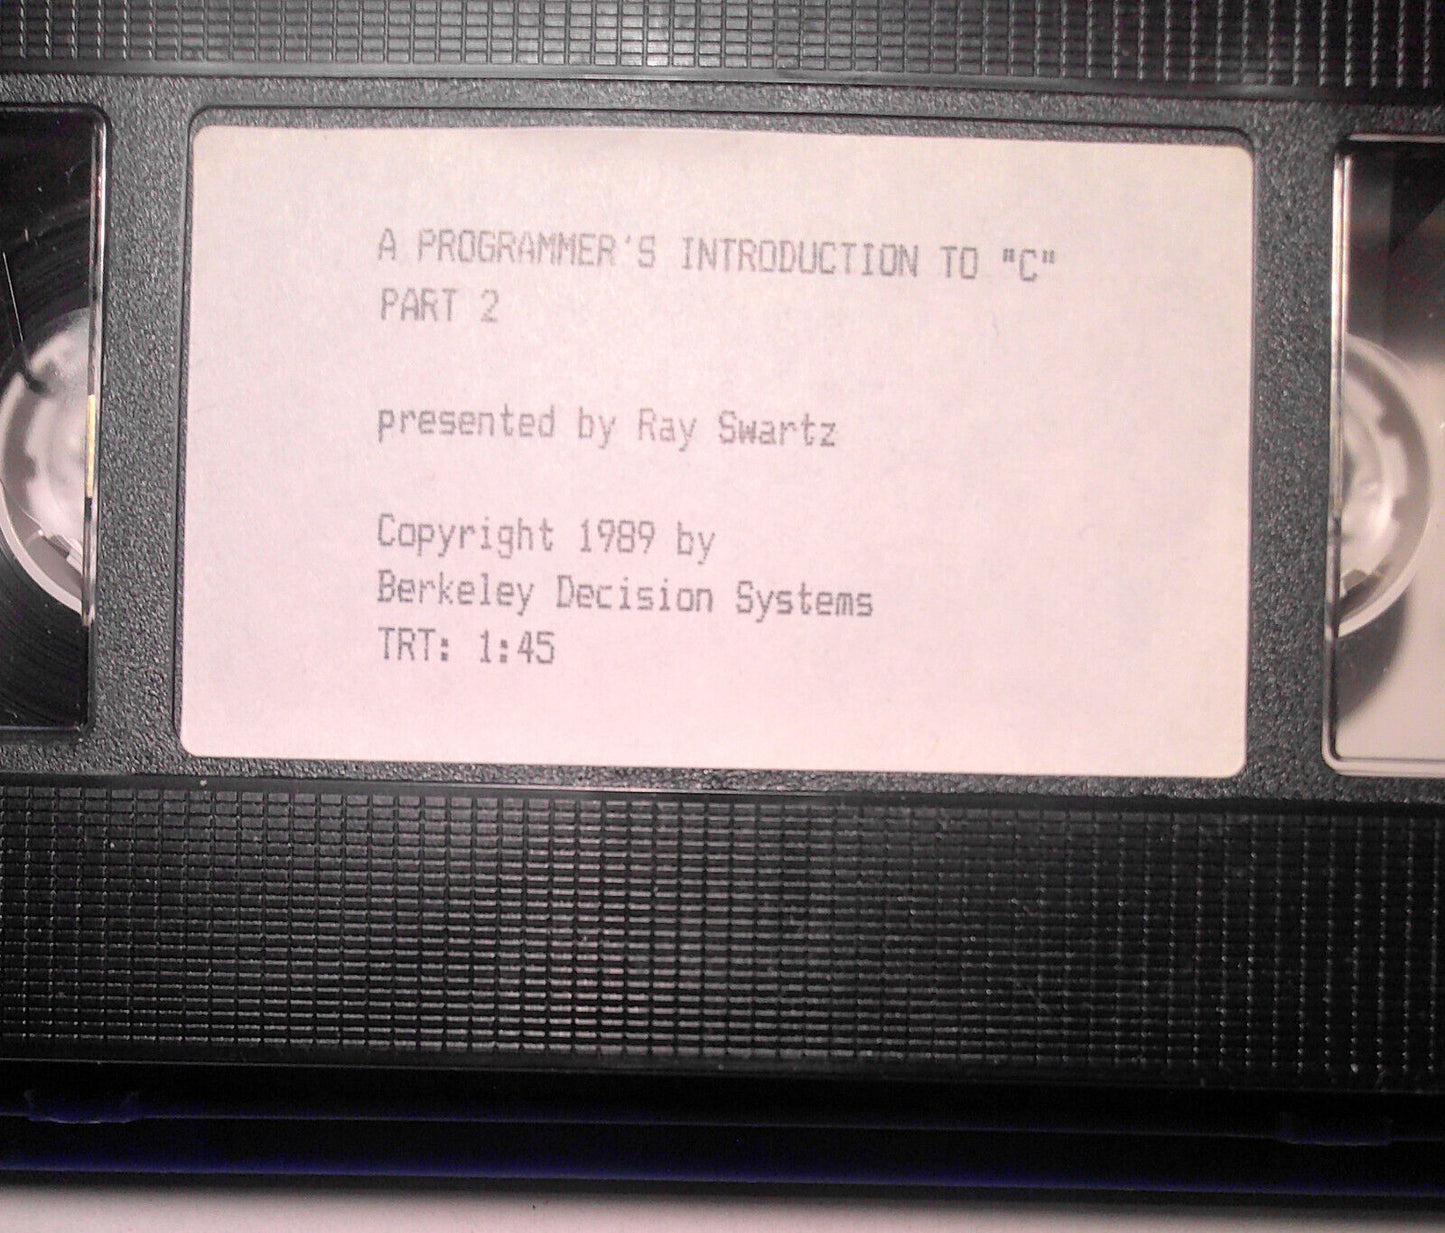 A PROGRAMMER'S INTRODUCTION TO "C"
PART 2
presented by Ray Swartz
Copyright 1989 by
Berkeley Decision Systems
TRT: 1:45